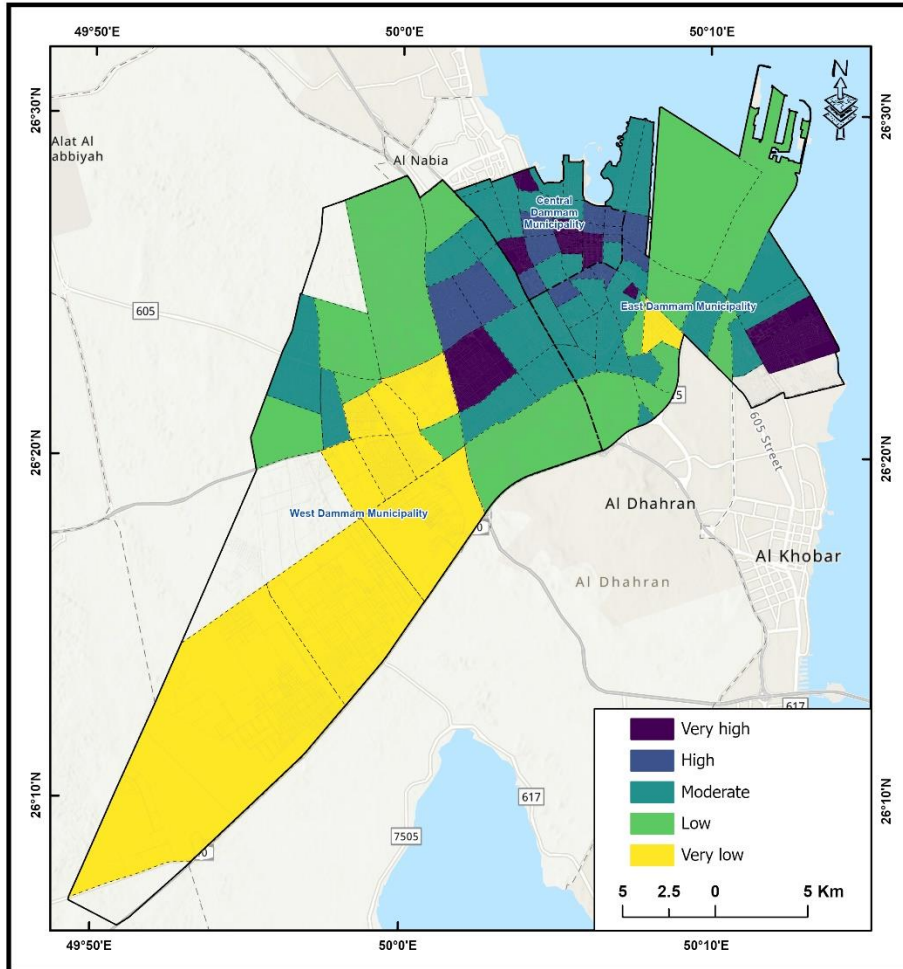 49°50'E
50°0'E
50°10'E
26°30'N
26°30'N
N
Alat Al
abbiyah
Al Nabia
Central
Dammam
Municipality
605
East Dammam Municipality
75
605 Street
26°20'N
26°20'N
West Dammam Municipality
0
Al Dhahran
Al Khobar
Al Dhahran
617
Very high
High
Moderate
Low
Very low
26°10'N
26°10'N
617
7505
0
5 2.5 0 5 Km
49°50'E
50°0'E
50°10'E